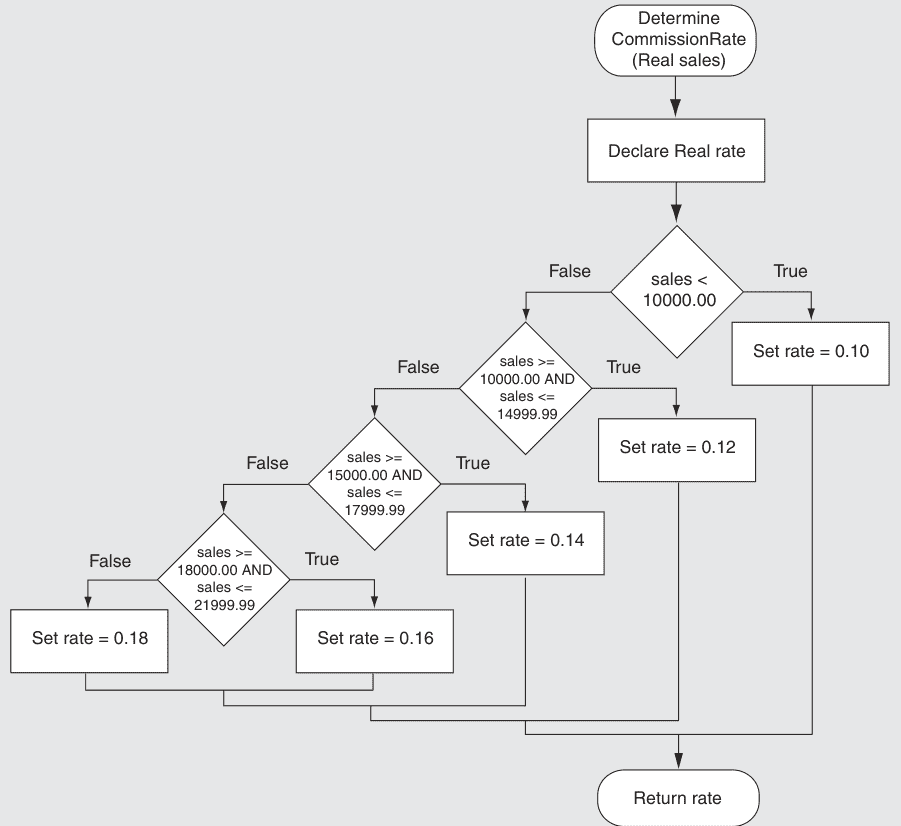 Determine
CommissionRate
(Real sales)
Declare Real rate
False
True
sales <
10000.00
Set rate = 0.10
False
True
sales >=
10000.00 AND
sales <=
14999.99
Set rate = 0.12
False
True
sales >=
15000.00 AND
sales <=
17999.99
Set rate = 0.14
False
True
sales >=
18000.00 AND
sales <=
21999.99
Set rate = 0.18
Set rate = 0.16
Return rate